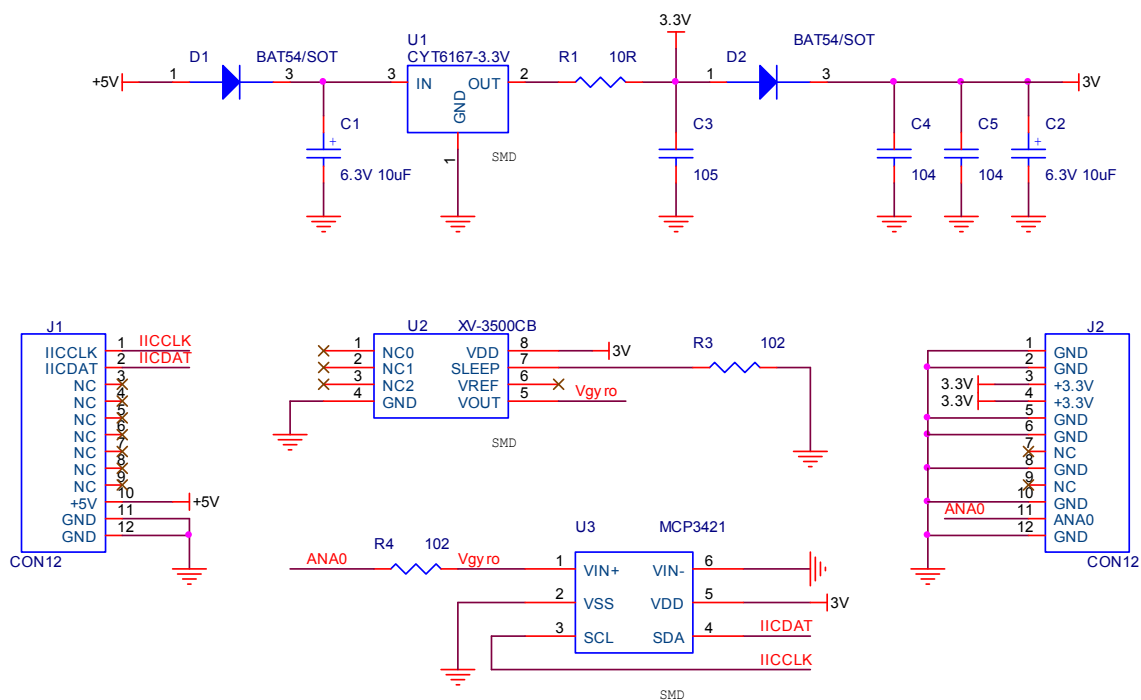 3.3V
D1 BAT54/SOT
U1
CYT6167-3.3V
R1 10R
D2 BAT54/SOT
+5V 1 3 3 IN OUT 2 1 3 3V
GND
1
SMD
C1
+
6.3V 10uF
C3
105
C4
104
C5
104
C2
+
6.3V 10uF
J1
IICCLK 1 IICCLK
IICDAT 2 IICDAT
NC 3
NC 4
NC 5
NC 6
NC 7
NC 8
NC 9
+5V 10 +5V
GND 11
GND 12
CON12
U2 XV-3500CB
1 NC0 VDD 8 3V
2 NC1 SLEEP 7
3 NC2 VREF 6
4 GND VOUT 5 Vgyro
SMD
R3 102
J2
1 GND
2 GND
3.3V 3 +3.3V
3.3V 4 +3.3V
5 GND
6 GND
7 NC
8 GND
9 NC
10 GND
ANA0 11 ANA0
12 GND
CON12
U3 MCP3421
ANA0 R4 102 Vgyro
1 VIN+ VIN- 6
2 VSS VDD 5 3V
3 SCL SDA 4 IICDAT
IICCLK
SMD